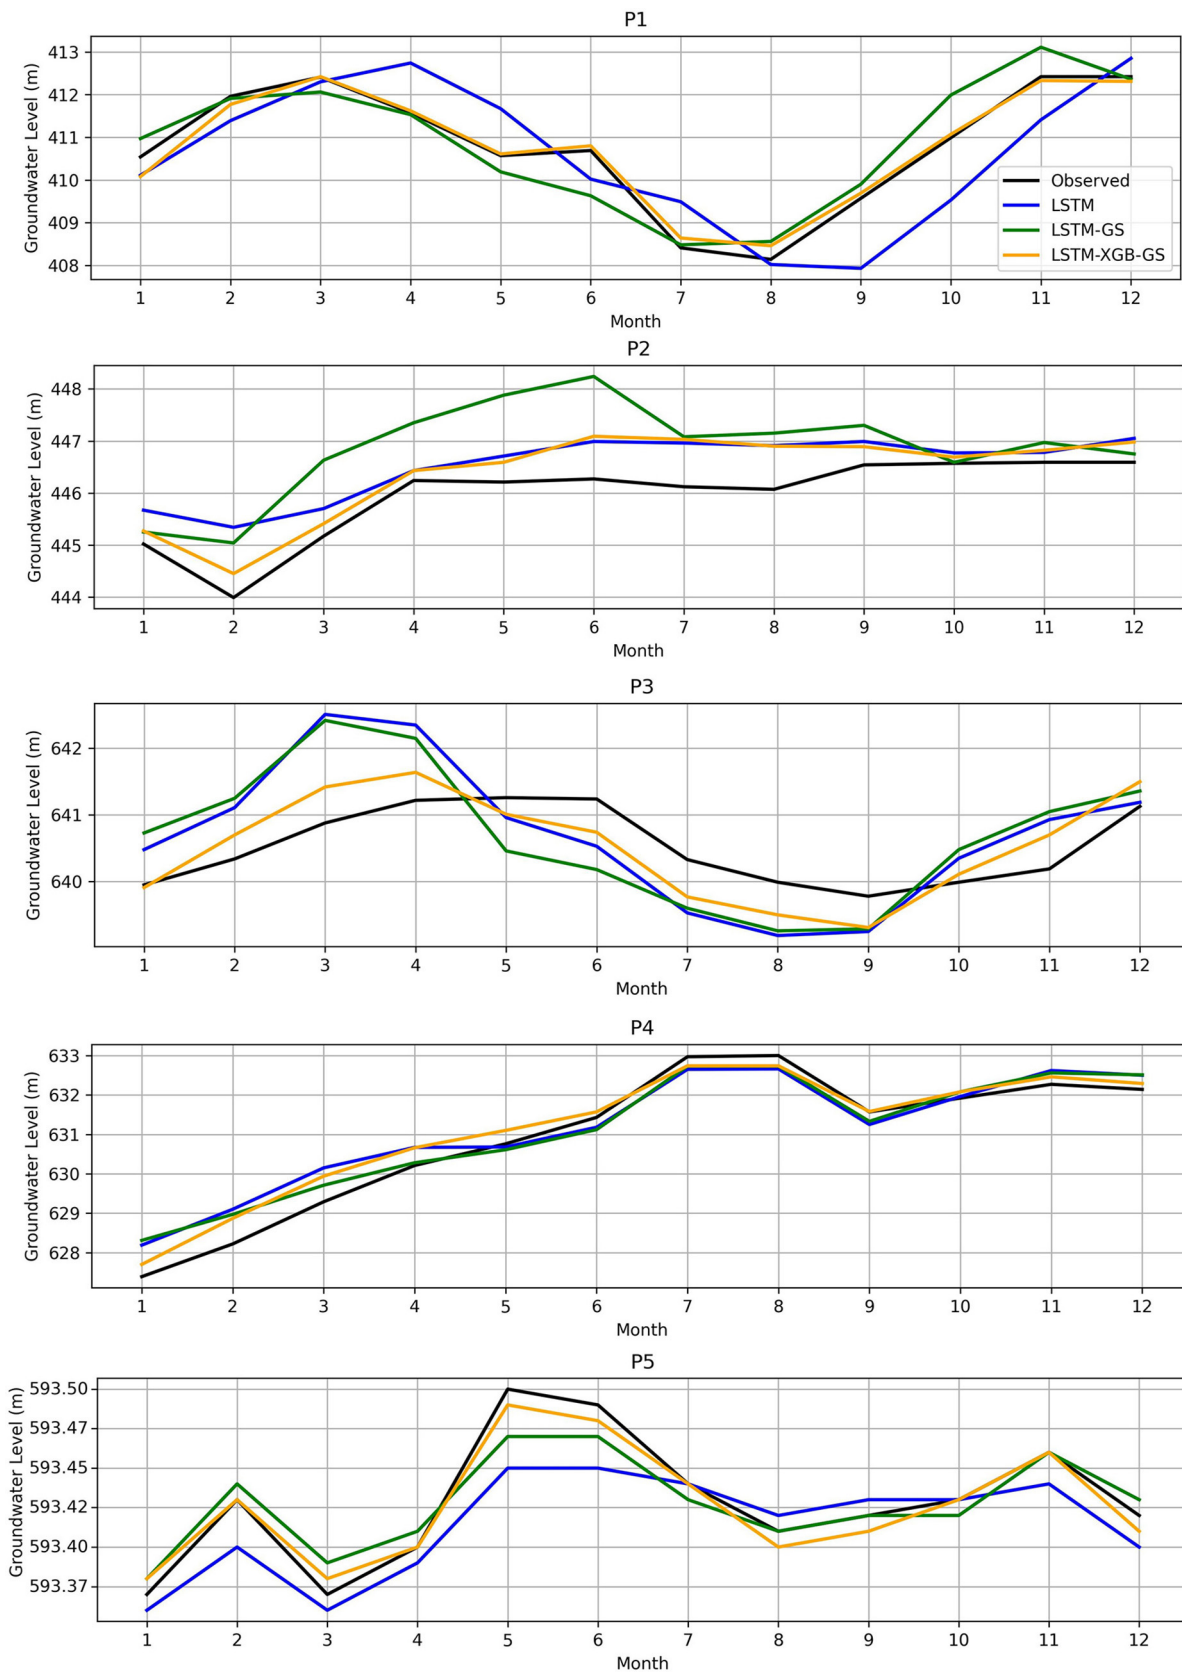 P1
Groundwater Level (m)
413
412
411
410
409
408
Observed
LSTM
LSTM-GS
LSTM-XGB-GS
1 2 3 4 5 6 7 8 9 10 11 12
Month
P2
Groundwater Level (m)
448
447
446
445
444
1 2 3 4 5 6 7 8 9 10 11 12
Month
P3
Groundwater Level (m)
642
641
640
1 2 3 4 5 6 7 8 9 10 11 12
Month
P4
Groundwater Level (m)
633
632
631
630
629
628
1 2 3 4 5 6 7 8 9 10 11 12
Month
P5
Groundwater Level (m)
593.50
593.47
593.45
593.42
593.40
593.37
1 2 3 4 5 6 7 8 9 10 11 12
Month